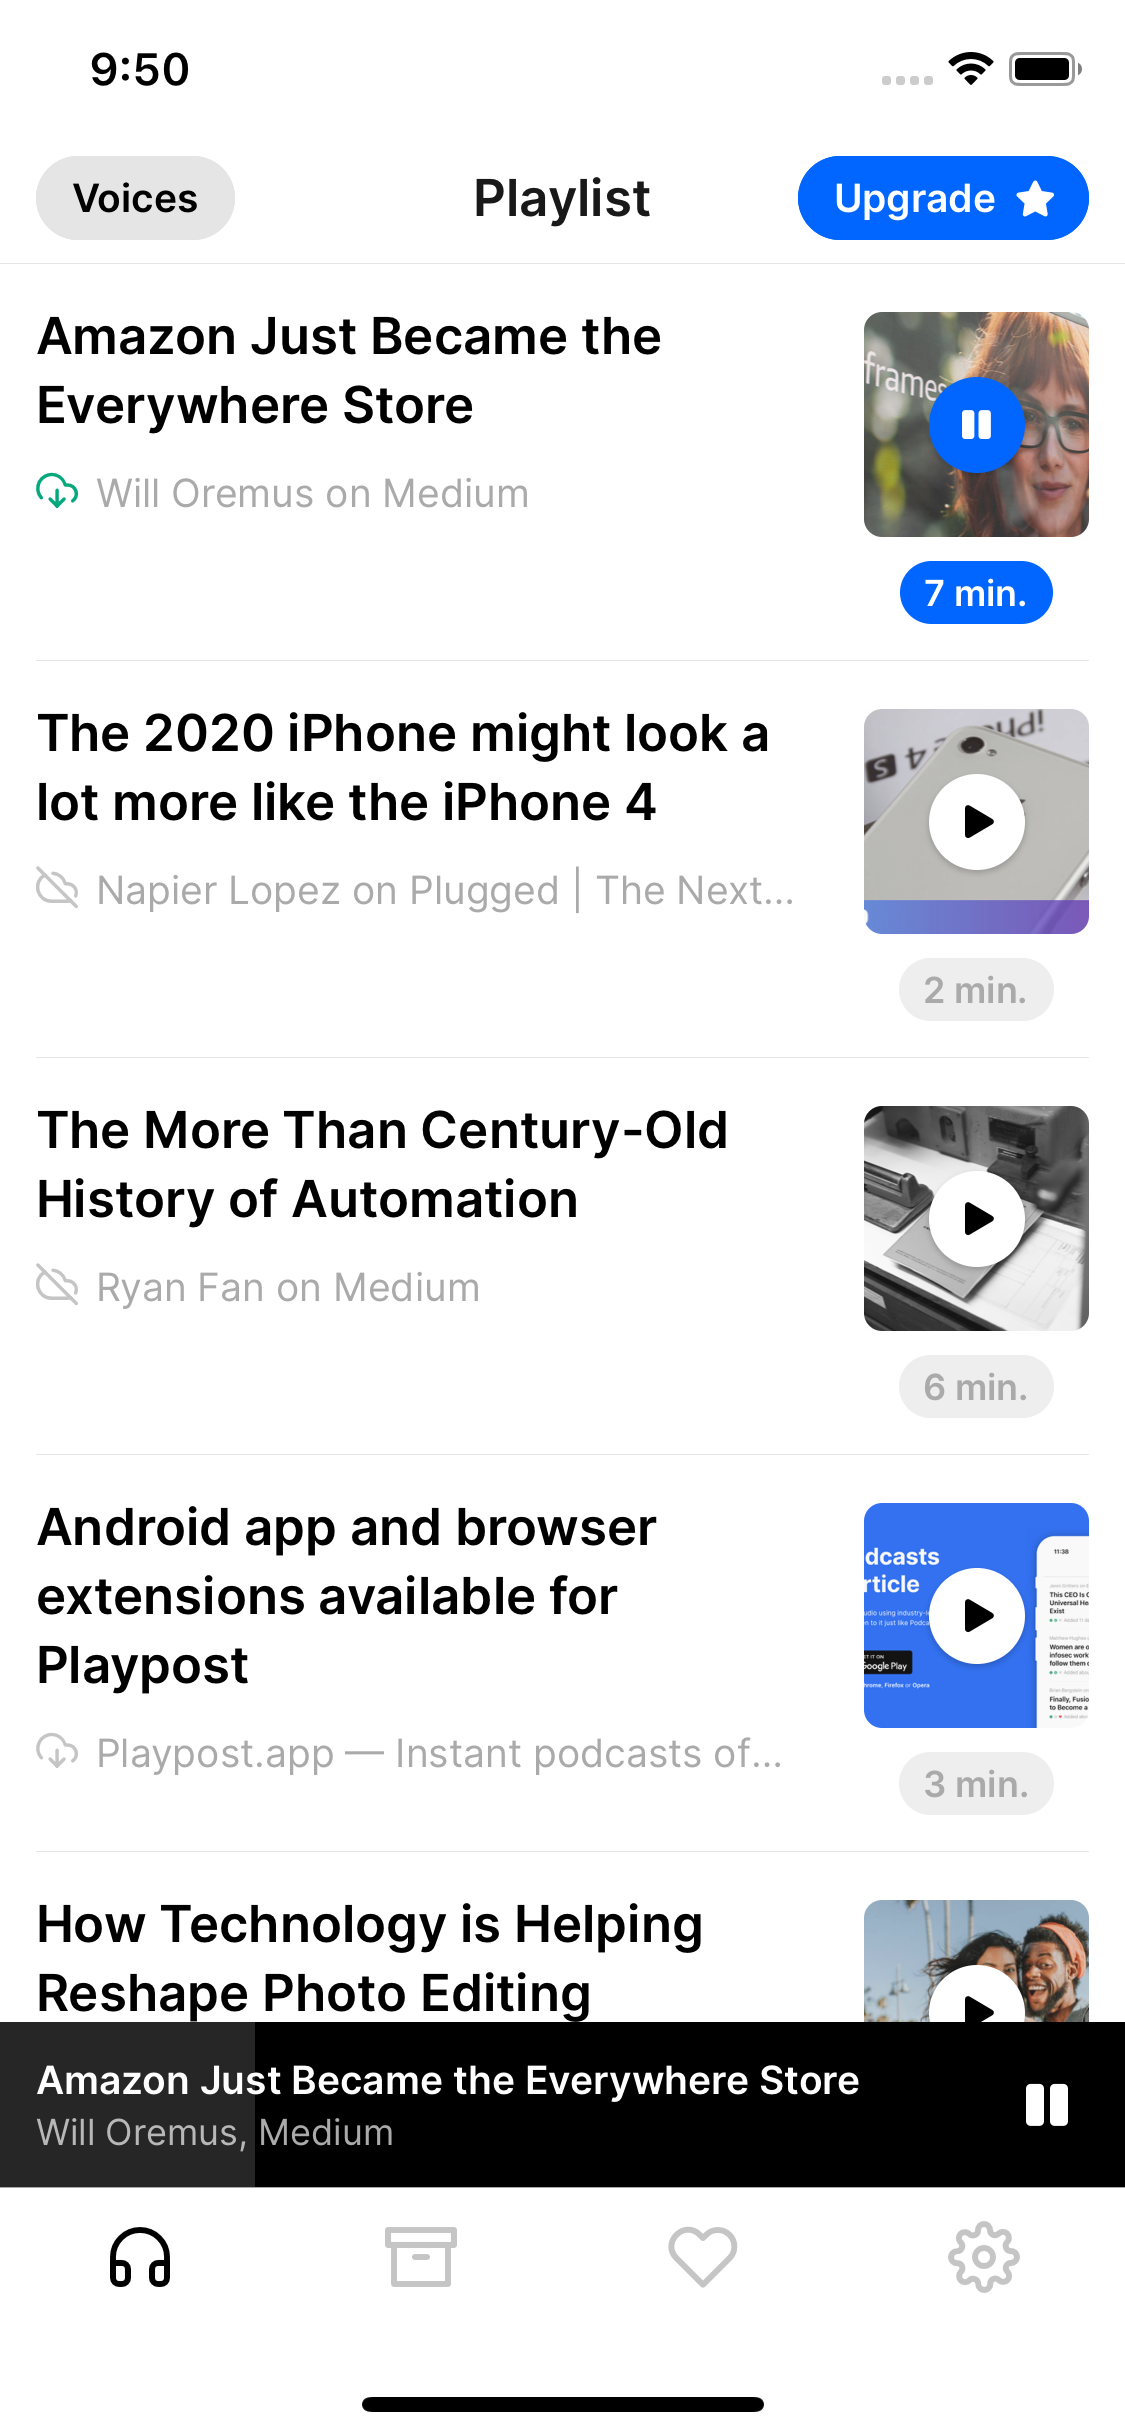 9:50
Voices
Playlist
Upgrade
Amazon Just Became the
Everywhere Store
frames
Will Oremus on Medium
7 min.
The 2020 iPhone might look a
lot more like the iPhone 4
Napier Lopez on Plugged | The Next...
2 min.
The More Than Century-Old
History of Automation
Ryan Fan on Medium
6 min.
Android app and browser
extensions available for
Playpost
dcasts
rticle
11:38
Google Play
Playpost.app — Instant podcasts of...
3 min.
How Technology is Helping
Reshape Photo Editing
Amazon Just Became the Everywhere Store
Will Oremus, Medium